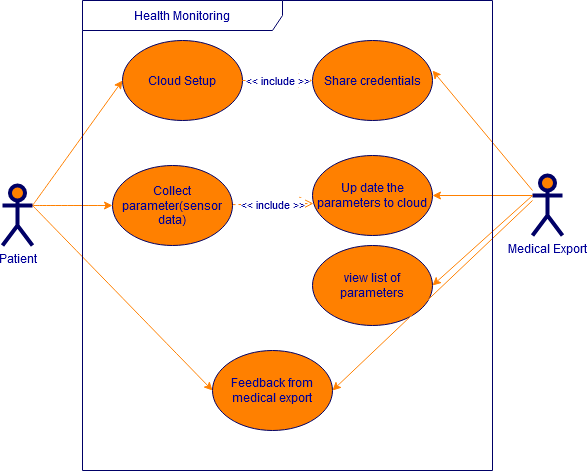 Health Monitoring
Cloud Setup
<< include >>
Share credentials
Collect
parameter(sensor
data)
<< include >>
Up date the
parameters to cloud
Patient
Medical Export
view list of
parameters
Feedback from
medical export